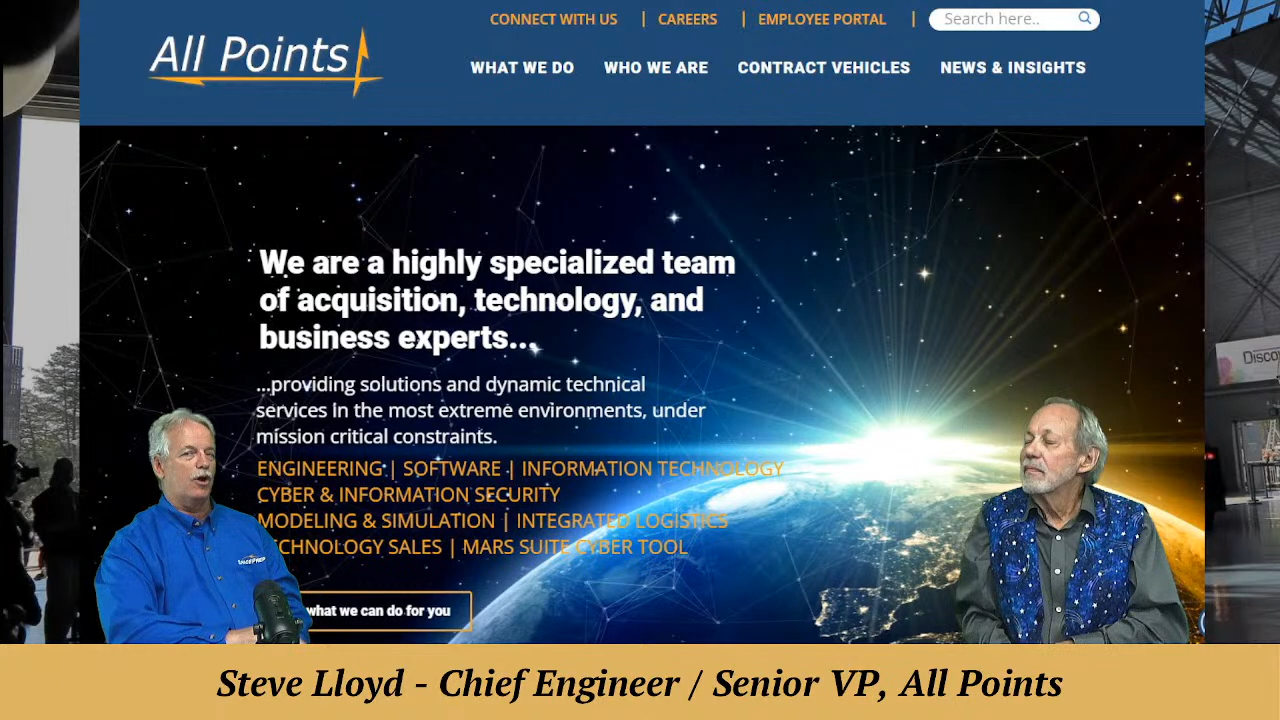 CONNECT WITH US | CAREERS | EMPLOYEE PORTAL |
Search here..
All Points
WHAT WE DO WHO WE ARE CONTRACT VEHICLES NEWS & INSIGHTS
We are a highly specialized team
of acquisition, technology, and
business experts...
...providing solutions and dynamic technical
services in the most extreme environments, under
mission critical constraints.
ENGINEERING | SOFTWARE | INFORMATION TECHNOLOGY
CYBER & INFORMATION SECURITY
MODELING & SIMULATION | INTEGRATED LOGISTICS
SALES | MARS SUITE CYBER TOOL
what we can do for you
Steve Lloyd - Chief Engineer / Senior VP, All Points